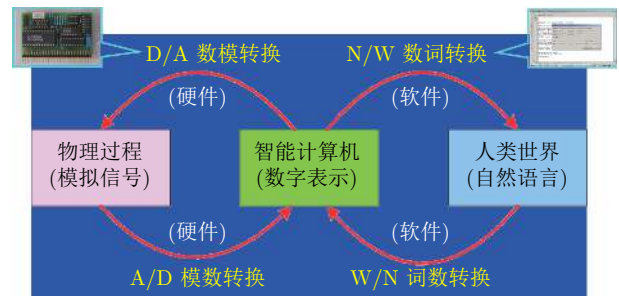 D/A 数模转换
N/W 数词转换
(硬件)
(软件)
物理过程
(模拟信号)
智能计算机
(数字表示)
人类世界
(自然语言)
(硬件)
(软件)
A/D 模数转换
W/N 词数转换